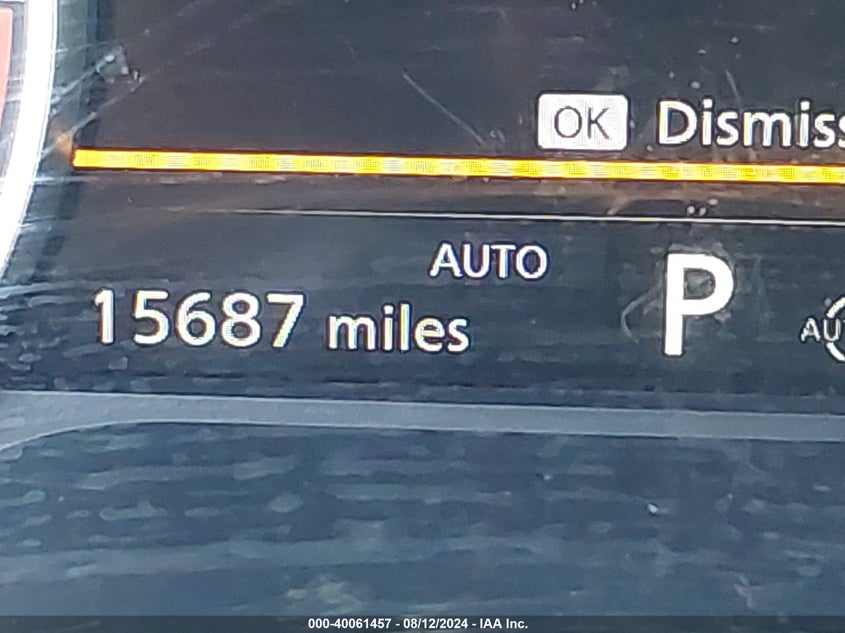 OK Dismiss
AUTO
P
15687 miles
000-40061457 - 08/12/2024 - IAA Inc.